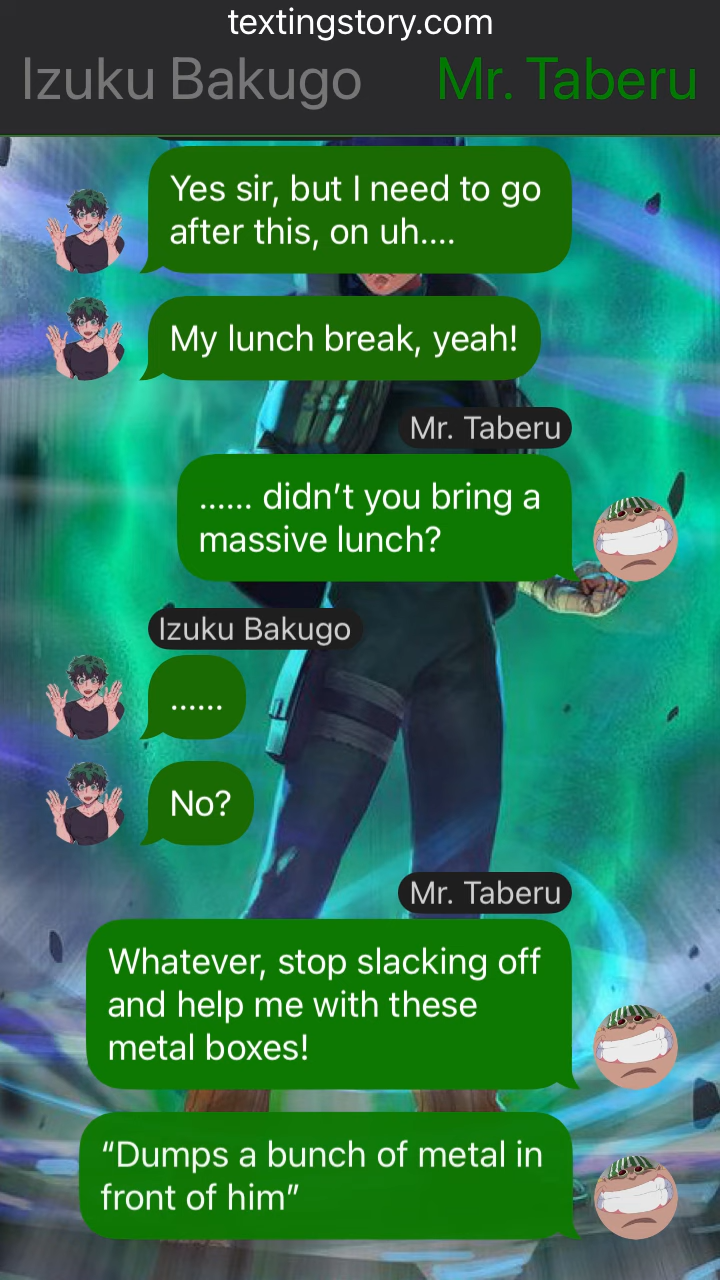 textingstory.com
Izuku Bakugo Mr. Taberu
Yes sir, but I need to go
after this, on uh....
My lunch break, yeah!
Mr. Taberu
...... didn’t you bring a
massive lunch?
Izuku Bakugo
......
No?
Mr. Taberu
Whatever, stop slacking off
and help me with these
metal boxes!
“Dumps a bunch of metal in
front of him”